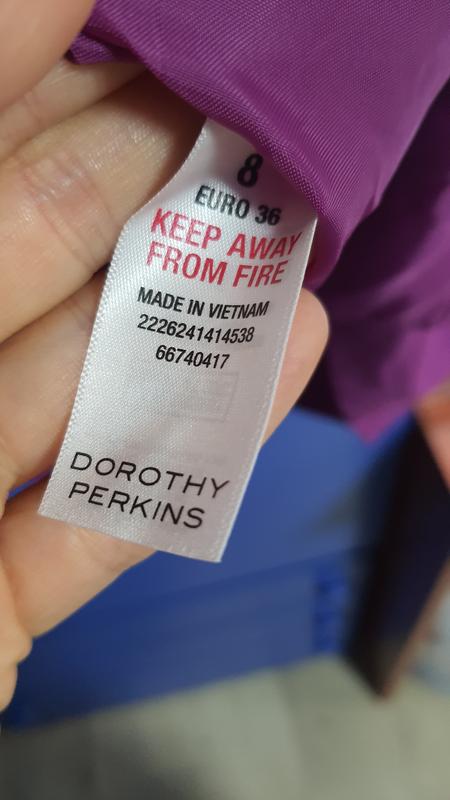 8
EURO 36
KEEP AWAY
FROM FIRE
MADE IN VIETNAM
2226241414538
66740417
DOROTHY
PERKINS